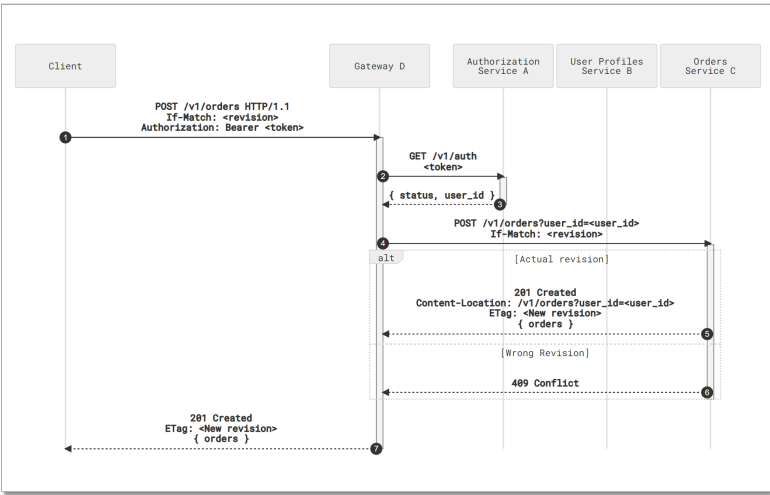 Client
Gateway D
Authorization
Service A
User Profiles
Service B
Orders
Service C
POST /v1/orders HTTP/1.1
If-Match: <revision>
Authorization: Bearer <token>
1
GET /v1/auth
<token>
2
{ status, user_id }
3
POST /v1/orders?user_id=<user_id>
If-Match: <revision>
4
alt
[Actual revision]
201 Created
Content-Location: /v1/orders?user_id=<user_id>
ETag: <New revision>
{ orders }
5
[Wrong Revision]
409 Conflict
6
201 Created
ETag: <New revision>
{ orders }
7